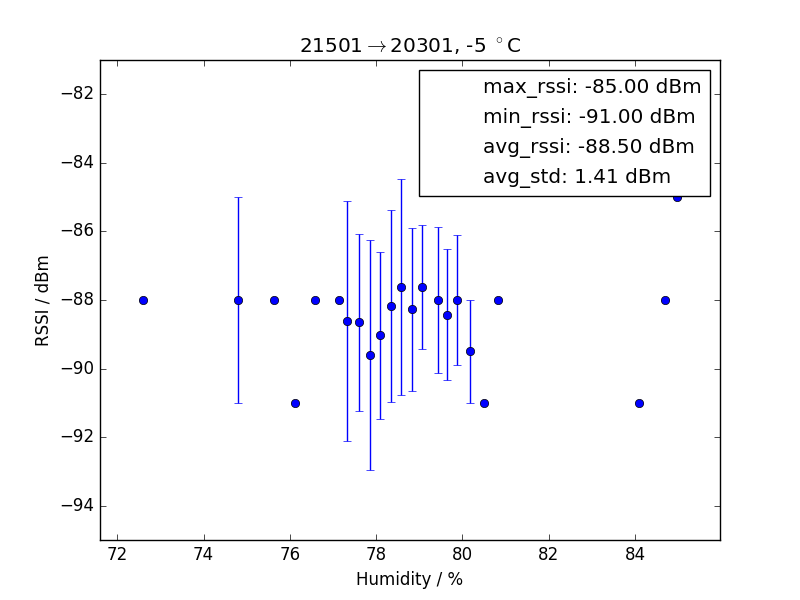 21501→20301, -5 °C
max_rssi: -85.00 dBm
min_rssi: -91.00 dBm
avg_rssi: -88.50 dBm
avg_std: 1.41 dBm
RSSI / dBm
−82
−84
−86
−88
−90
−92
−94
72 74 76 78 80 82 84
Humidity / %